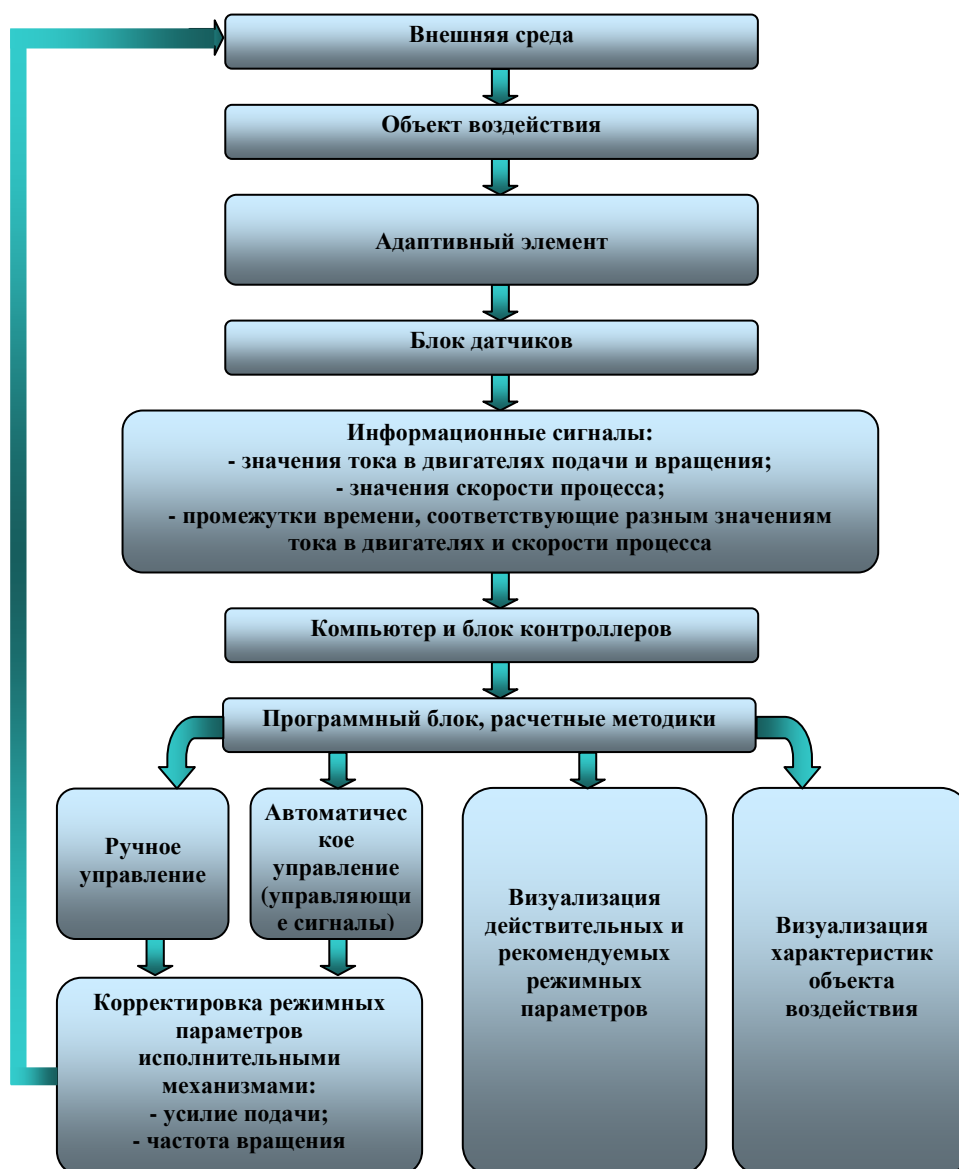 Внешняя среда
Объект воздействия
Адаптивный элемент
Блок датчиков
Информационные сигналы:
- значения тока в двигателях подачи и вращения;
- значения скорости процесса;
- промежутки времени, соответствующие разным значениям
тока в двигателях и скорости процесса
Компьютер и блок контроллеров
Программный блок, расчетные методики
Ручное
управление
Автоматичес
кое
управление
(управляющи
е сигналы)
Визуализация
действительных и
рекомендуемых
режимных
параметров
Визуализация
характеристик
объекта
воздействия
Корректировка режимных
параметров
исполнительными
механизмами:
- усилие подачи;
- частота вращения